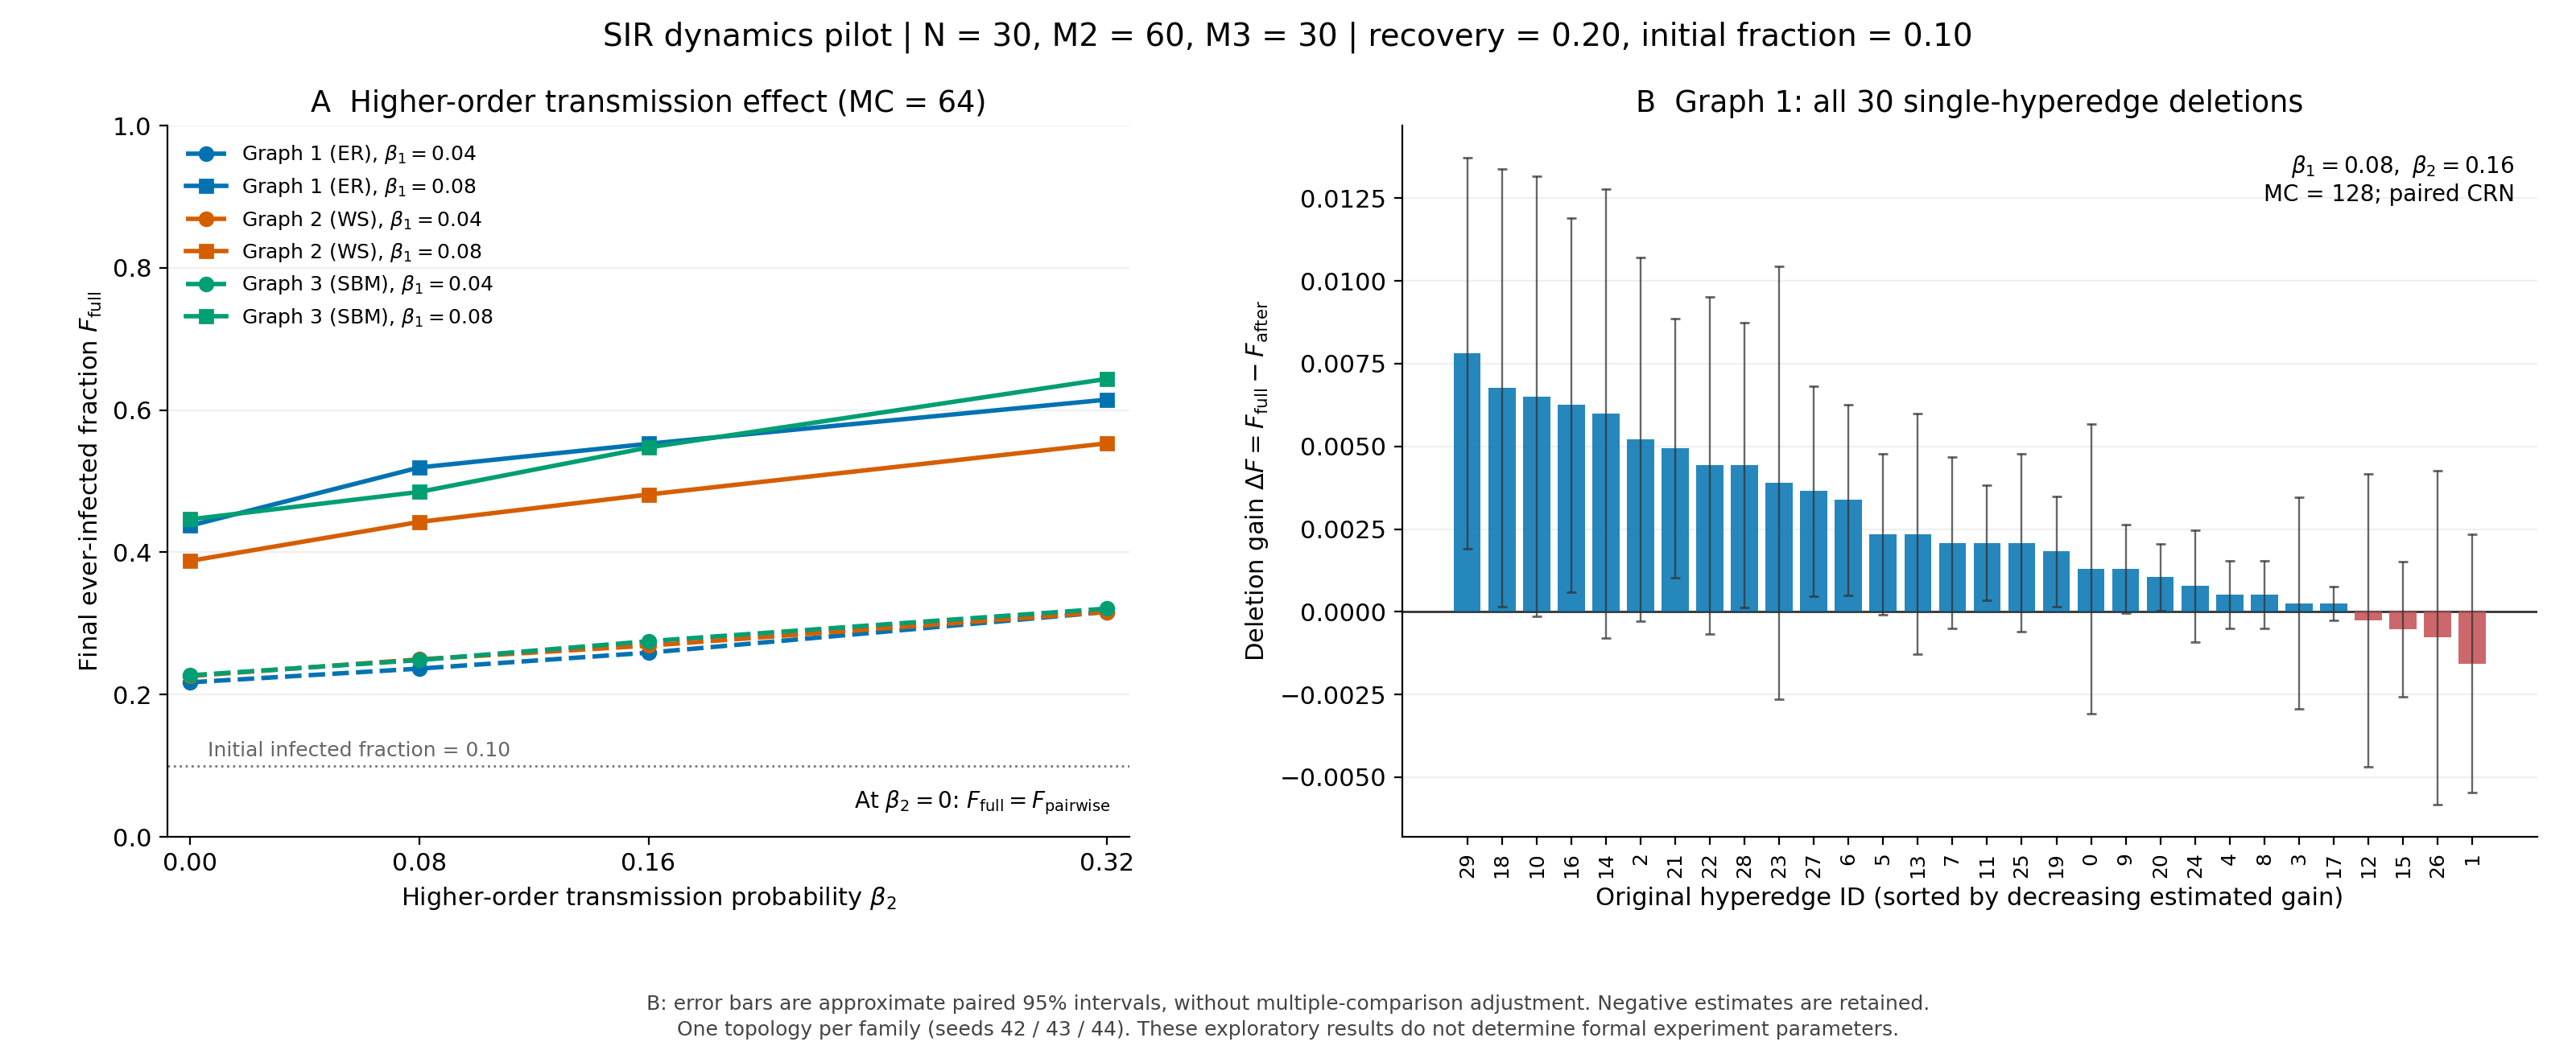 SIR dynamics pilot | N = 30, M2 = 60, M3 = 30 | recovery = 0.20, initial fraction = 0.10
A  Higher-order transmission effect (MC = 64)
Final ever-infected fraction F_full
1.0
0.8
0.6
0.4
0.2
0.0
Graph 1 (ER), β₁ = 0.04
Graph 1 (ER), β₁ = 0.08
Graph 2 (WS), β₁ = 0.04
Graph 2 (WS), β₁ = 0.08
Graph 3 (SBM), β₁ = 0.04
Graph 3 (SBM), β₁ = 0.08
Initial infected fraction = 0.10
At β₂ = 0: F_full = F_pairwise
0.00 0.08 0.16 0.32
Higher-order transmission probability β₂
B  Graph 1: all 30 single-hyperedge deletions
Deletion gain ΔF = F_full − F_after
0.0125
0.0100
0.0075
0.0050
0.0025
0.0000
−0.0025
−0.0050
β₁ = 0.08, β₂ = 0.16
MC = 128; paired CRN
29 18 10 16 14 2 21 22 28 23 27 6 5 13 7 11 25 19 0 9 20 24 4 8 3 17 12 15 26 1
Original hyperedge ID (sorted by decreasing estimated gain)
B: error bars are approximate paired 95% intervals, without multiple-comparison adjustment. Negative estimates are retained.
One topology per family (seeds 42 / 43 / 44). These exploratory results do not determine formal experiment parameters.